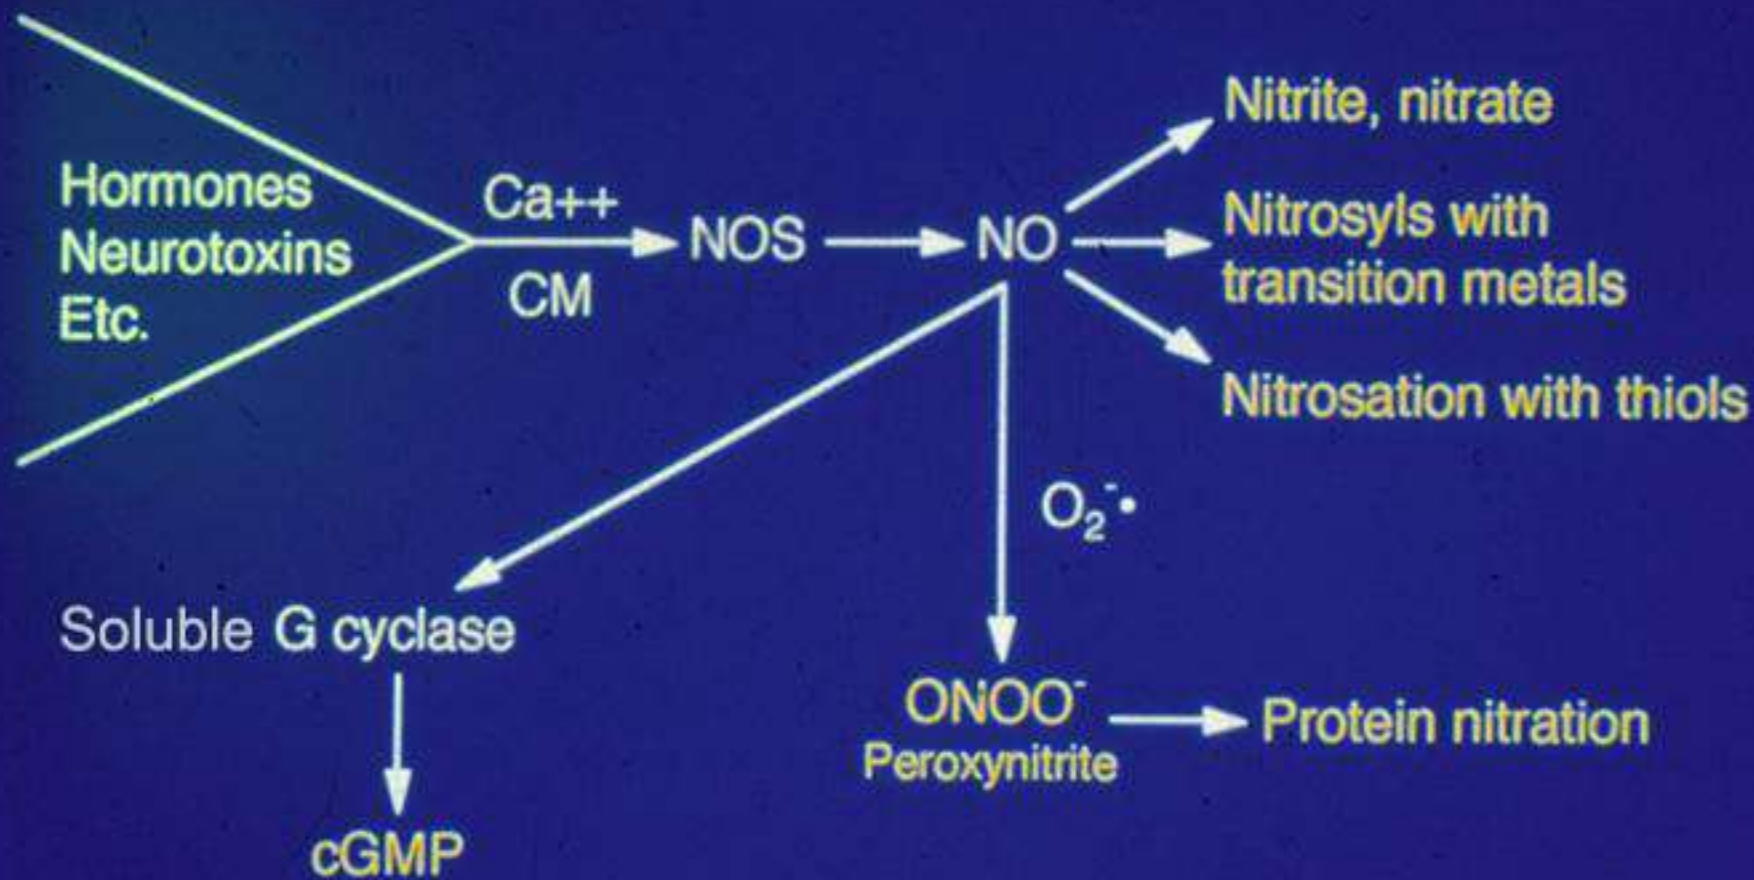 Hormones
Neurotoxins
Etc.
Ca++
CM
NOS
NO
Nitrite, nitrate
Nitrosyls with
transition metals
Nitrosation with thiols
O₂⁻•
Soluble G cyclase
cGMP
ONOO⁻
Peroxynitrite
Protein nitration